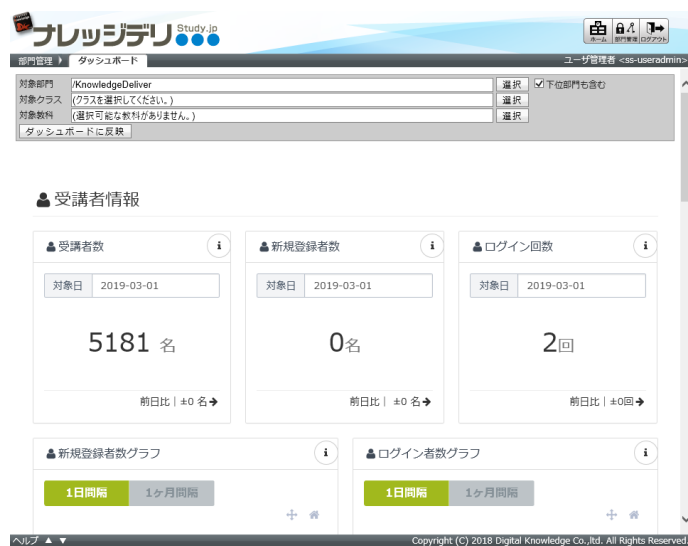 ナレッジデリ Study.jp
ホーム 部門管理 ログアウト
部門管理 ダッシュボード ユーザ管理者 <ss-useradmin>
対象部門 /KnowledgeDeliver 選択 下位部門も含む
対象クラス (クラスを選択してください。) 選択
対象教科 (選択可能な教科がありません。) 選択
ダッシュボードに反映
受講者情報
受講者数 i 新規登録者数 i ログイン回数 i
対象日 2019-03-01 対象日 2019-03-01 対象日 2019-03-01
5181 名 0名 2回
前日比 | ±0 名 前日比 | ±0 名 前日比 | ±0回
新規登録者数グラフ i ログイン者数グラフ i
1日間隔 1ヶ月間隔 1日間隔 1ヶ月間隔
ヘルプ ▲ ▼ Copyright (C) 2018 Digital Knowledge Co.,ltd. All Rights Reserved.